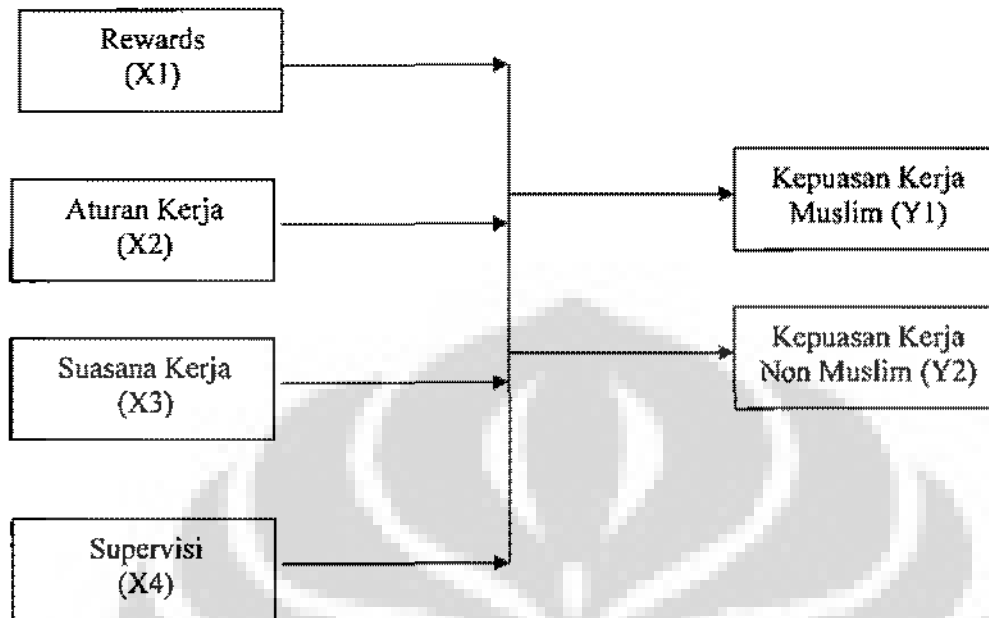 Rewards
(X1)
Aturan Kerja
(X2)
Suasana Kerja
(X3)
Supervisi
(X4)
Kepuasan Kerja
Muslim (Y1)
Kepuasan Kerja
Non Muslim (Y2)